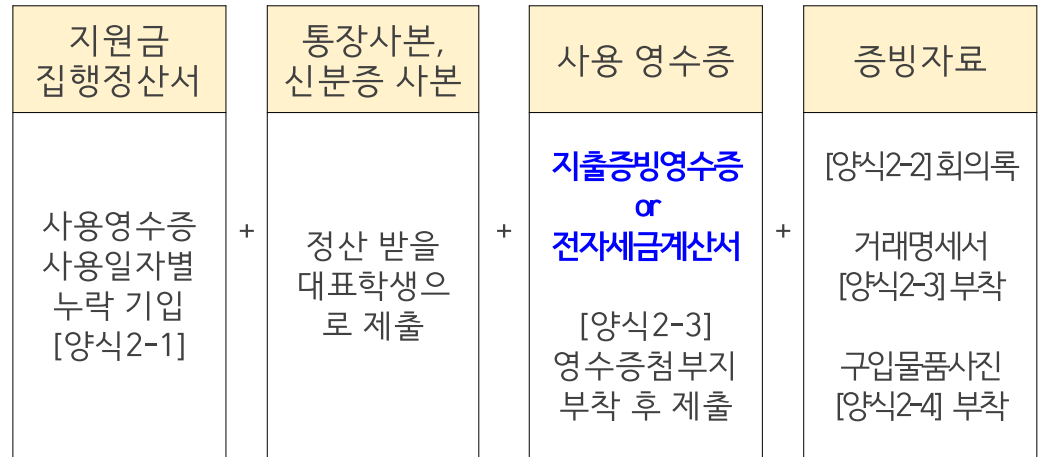 지원금
집행정산서
통장사본,
신분증 사본
사용 영수증
증빙자료
사용영수증
사용일자별
누락 기입
[양식2-1]
+
정산 받을
대표학생으
로 제출
+
지출증빙영수증
or
전자세금계산서
[양식2-3]
영수증첨부지
부착 후 제출
+
[양식2-2] 회의록
거래명세서
[양식2-3] 부착
구입물품사진
[양식2-4] 부착